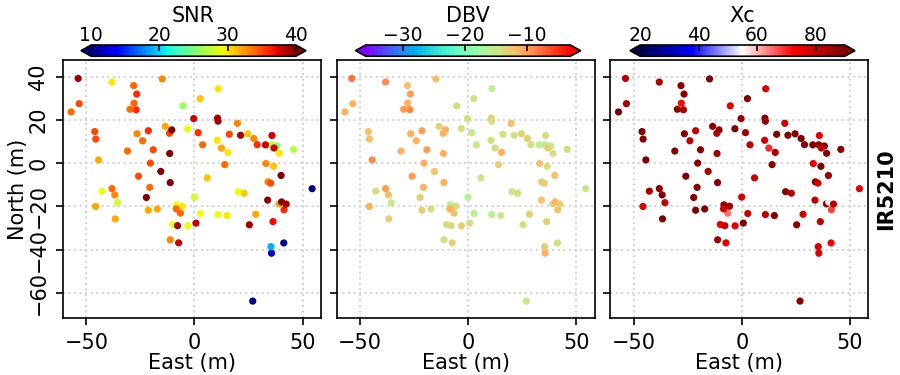 SNR DBV Xc
10 20 30 40 −30 −20 −10 20 40 60 80
40
20
0
−20
−40
−60
North (m)
IR5210
−50 0 50 −50 0 50 −50 0 50
East (m) East (m) East (m)